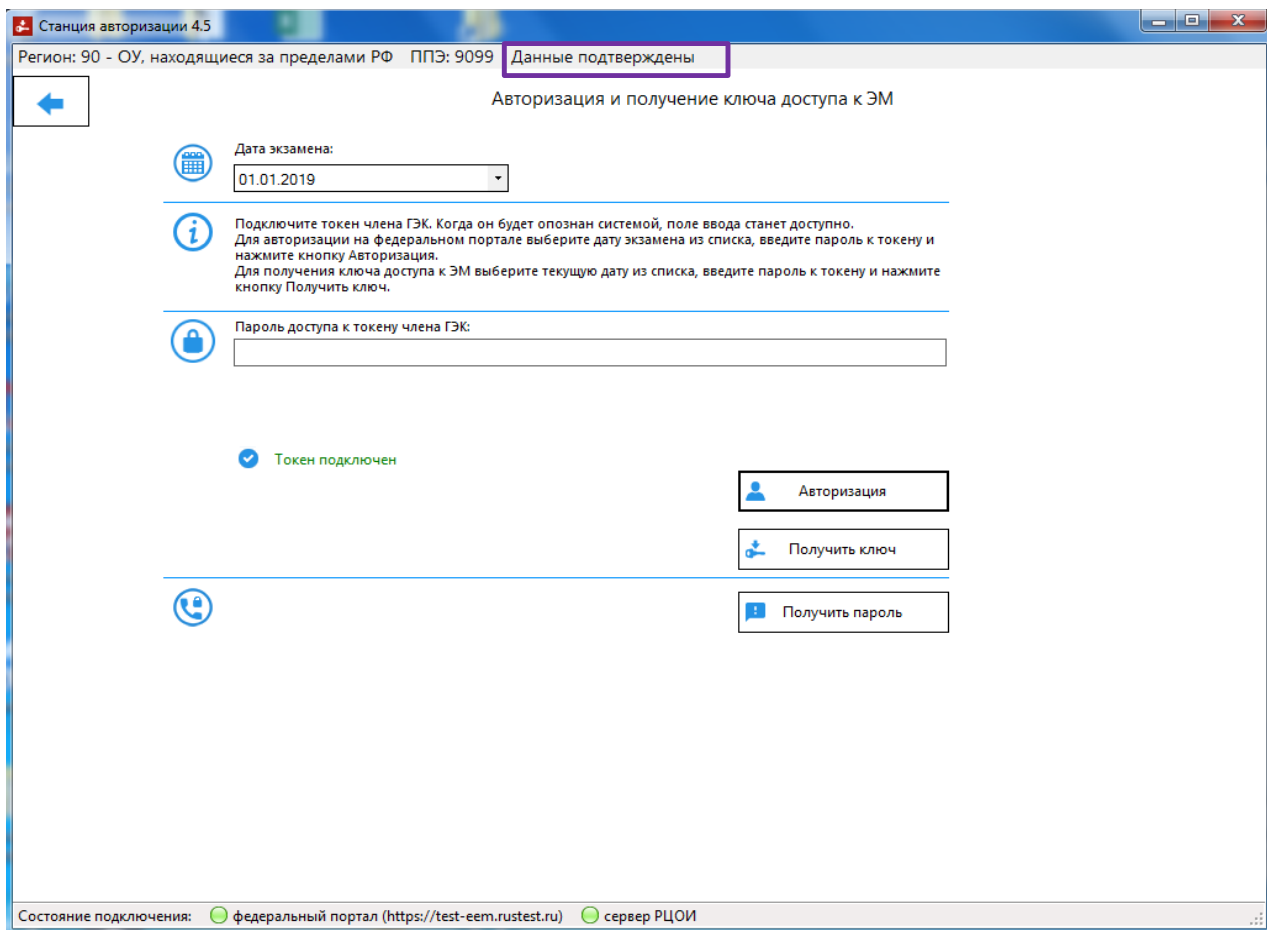 Станция авторизации 4.5
Регион: 90 - ОУ, находящиеся за пределами РФ ППЭ: 9099 Данные подтверждены
Авторизация и получение ключа доступа к ЭМ
Дата экзамена:
01.01.2019
Подключите токен члена ГЭК. Когда он будет опознан системой, поле ввода станет доступно.
Для авторизации на федеральном портале выберите дату экзамена из списка, введите пароль к токену и
нажмите кнопку Авторизация.
Для получения ключа доступа к ЭМ выберите текущую дату из списка, введите пароль к токену и нажмите
кнопку Получить ключ.
Пароль доступа к токену члена ГЭК:
Токен подключен
Авторизация
Получить ключ
Получить пароль
Состояние подключения: федеральный портал (https://test-eem.rustest.ru) сервер РЦОИ